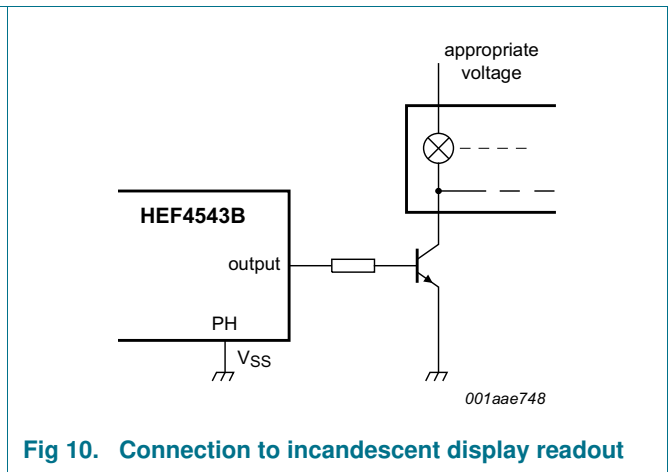 appropriate
voltage
HEF4543B
output
PH
VSS
001aae748
Fig 10. Connection to incandescent display readout